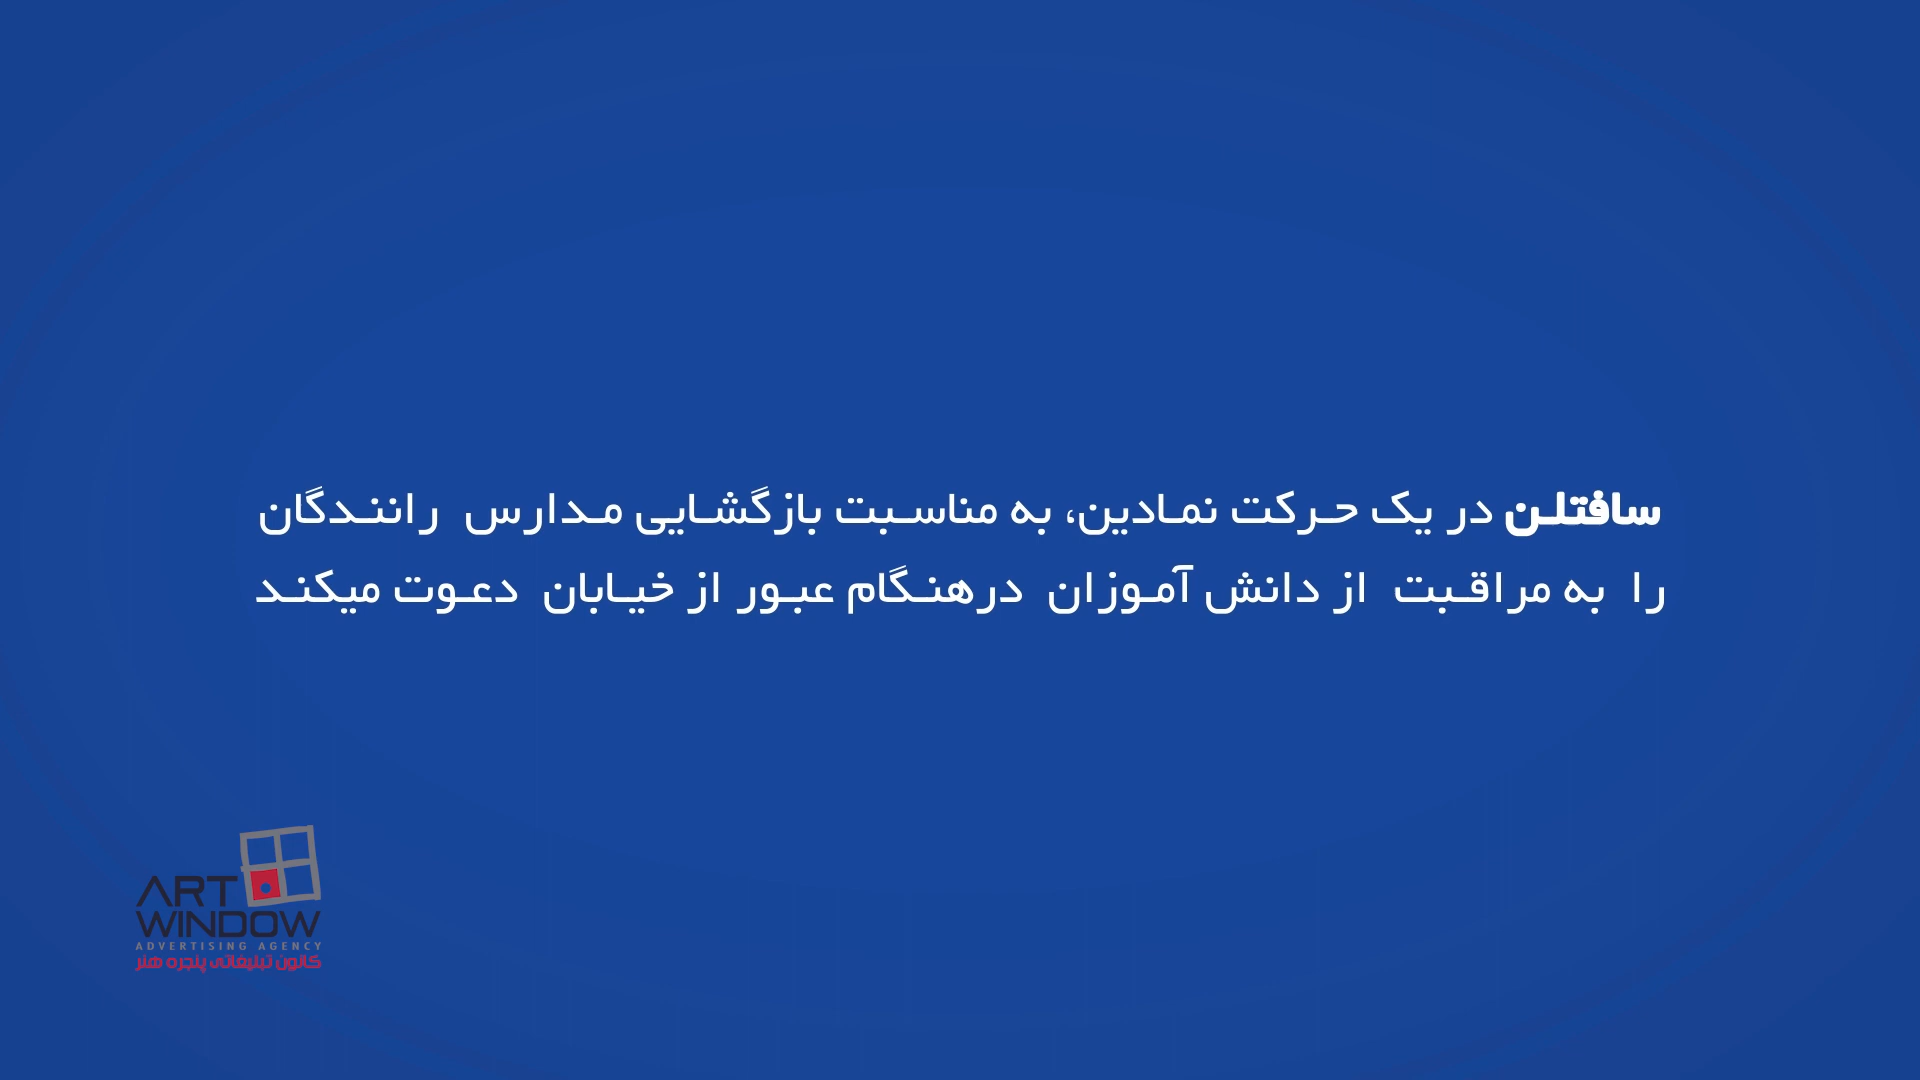 سافتلن در یک حرکت نمادین، به مناسبت بازگشایی مدارس رانندگان
را به مراقبت از دانش آموزان درهنگام عبور از خیابان دعوت میکند
ART
WINDOW
ADVERTISING AGENCY
کانون تبلیغاتی پنجره هنر